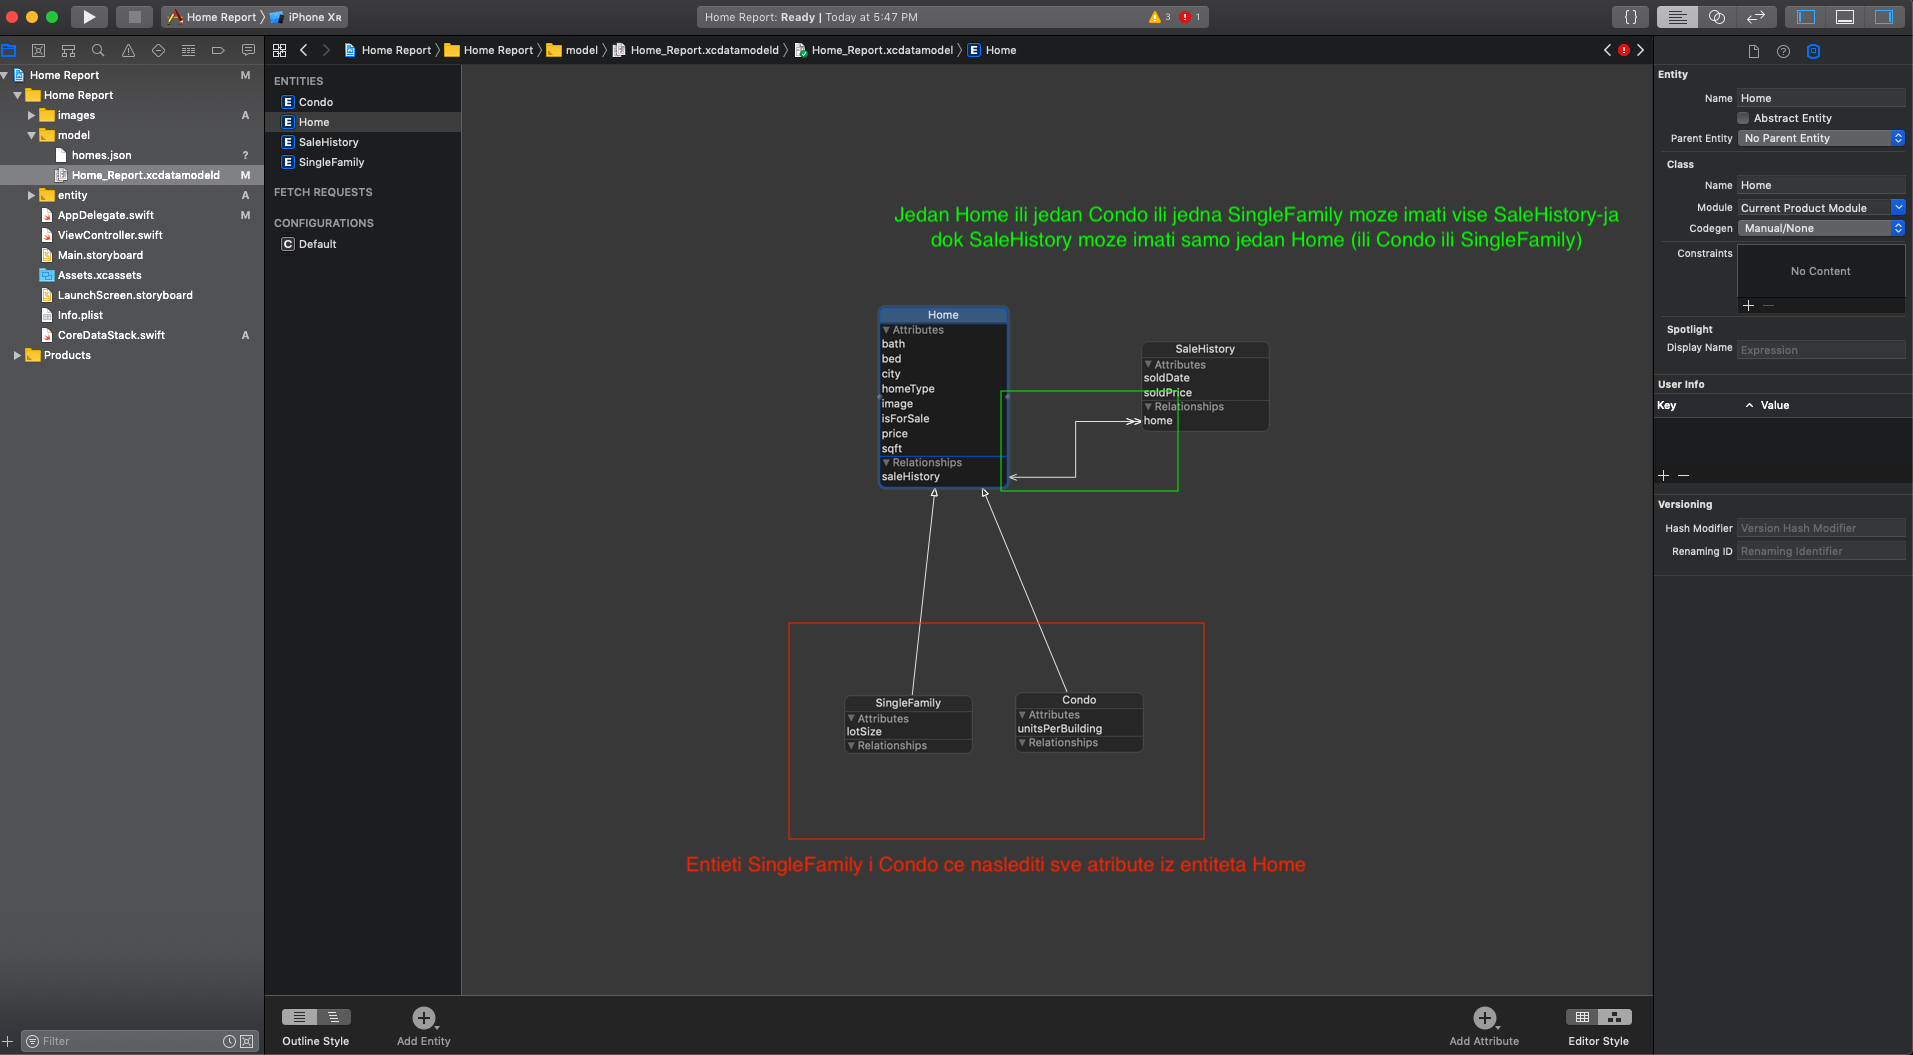 Home Report
iPhone XR
Home Report: Ready | Today at 5:47 PM
3
1
{ }
Home Report
Home Report
model
Home_Report.xcdatamodeld
Home_Report.xcdatamodel
E Home
Home Report M
Home Report
images A
model
homes.json ?
Home_Report.xcdatamodeld M
entity A
AppDelegate.swift M
ViewController.swift
Main.storyboard
Assets.xcassets
LaunchScreen.storyboard
Info.plist
CoreDataStack.swift A
Products
Filter
ENTITIES
E Condo
E Home
E SaleHistory
E SingleFamily
FETCH REQUESTS
CONFIGURATIONS
C Default
Jedan Home ili jedan Condo ili jedna SingleFamily moze imati vise SaleHistory-ja
dok SaleHistory moze imati samo jedan Home (ili Condo ili SingleFamily)
Home
Attributes
bath
bed
city
homeType
image
isForSale
price
sqft
Relationships
saleHistory
SaleHistory
Attributes
soldDate
soldPrice
Relationships
home
SingleFamily
Attributes
lotSize
Relationships
Condo
Attributes
unitsPerBuilding
Relationships
Entieti SingleFamily i Condo ce naslediti sve atribute iz entiteta Home
Outline Style
Add Entity
Add Attribute
Editor Style
Entity
Name Home
Abstract Entity
Parent Entity No Parent Entity
Class
Name Home
Module Current Product Module
Codegen Manual/None
Constraints
No Content
Spotlight
Display Name Expression
User Info
Key Value
Versioning
Hash Modifier Version Hash Modifier
Renaming ID Renaming Identifier